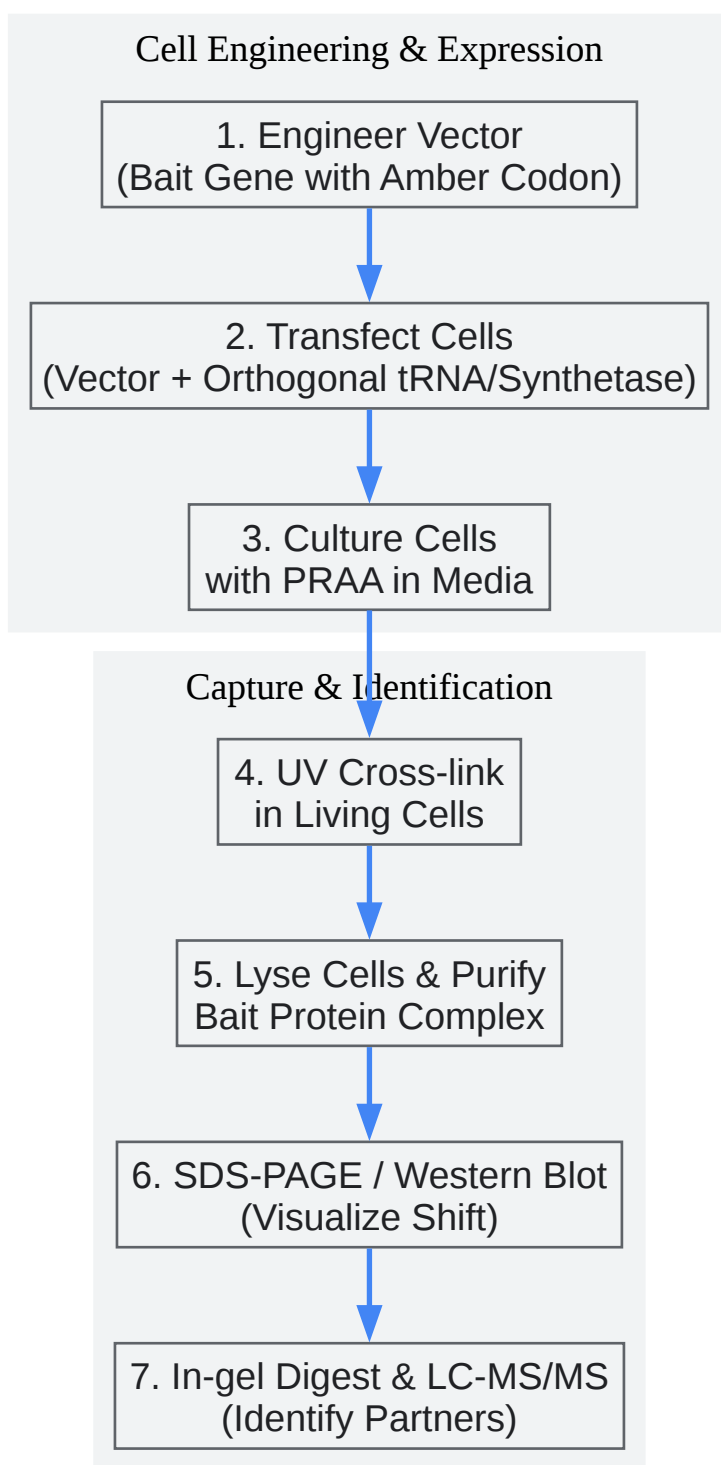 Cell Engineering & Expression
1. Engineer Vector
(Bait Gene with Amber Codon)
2. Transfect Cells
(Vector + Orthogonal tRNA/Synthetase)
3. Culture Cells
with PRAA in Media
Capture & Identification
4. UV Cross-link
in Living Cells
5. Lyse Cells & Purify
Bait Protein Complex
6. SDS-PAGE / Western Blot
(Visualize Shift)
7. In-gel Digest & LC-MS/MS
(Identify Partners)